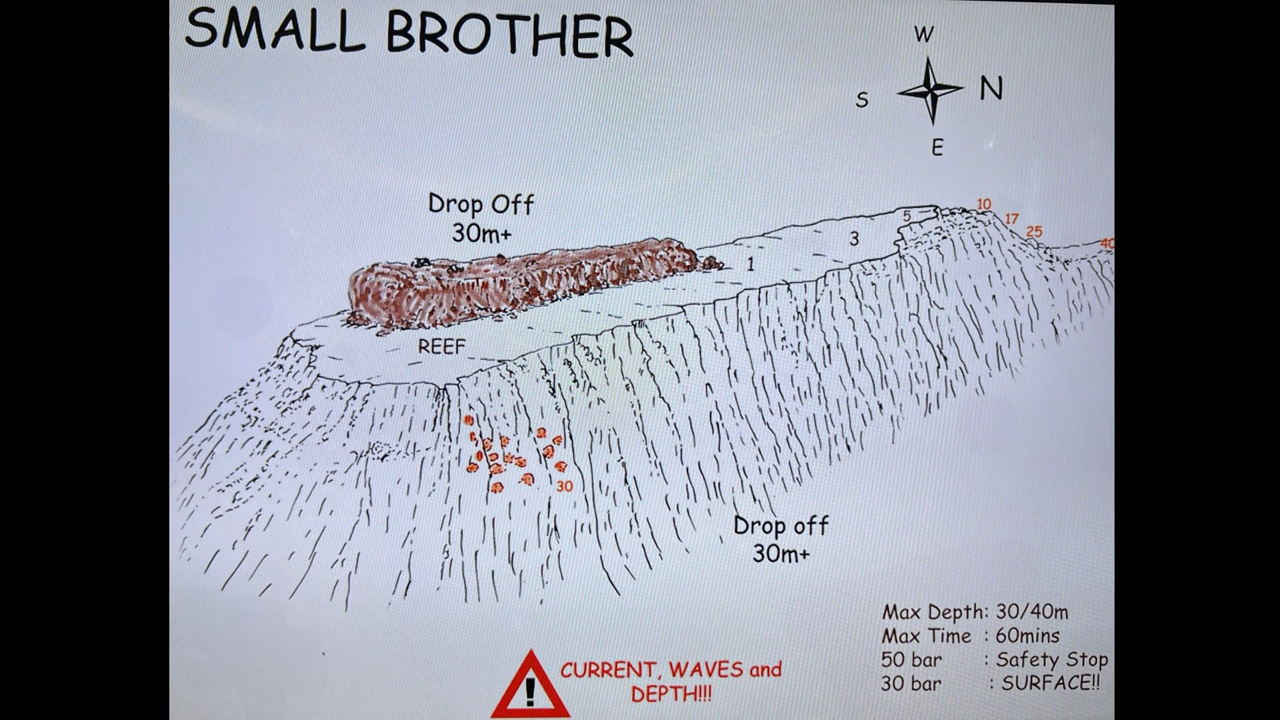 SMALL BROTHER
W
S
N
E
Drop Off
30m+
10
17
25
40
5
3
1
REEF
30
Drop off
30m+
Max Depth: 30/40m
Max Time : 60mins
50 bar : Safety Stop
30 bar : SURFACE!!
!
CURRENT, WAVES and
DEPTH!!!